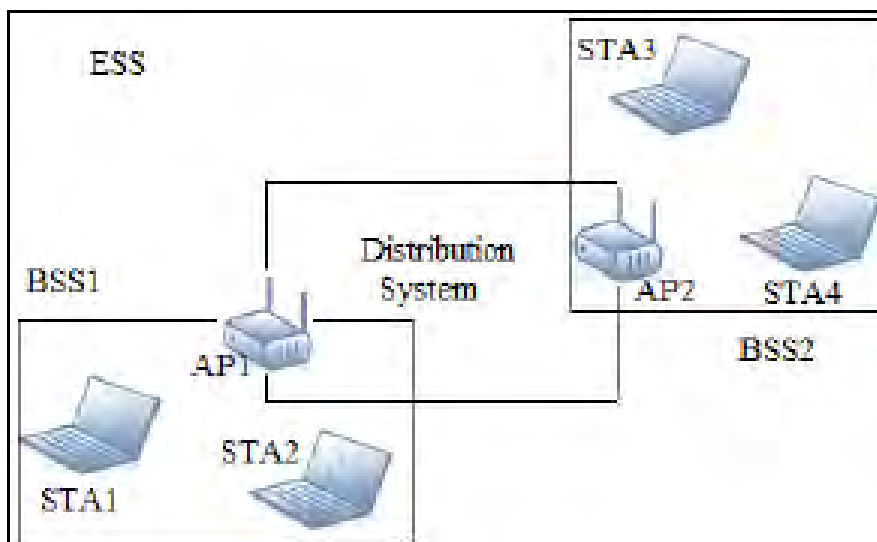 ESS
STA3
Distribution
System
BSS1
AP2
STA4
BSS2
AP1
STA2
STA1